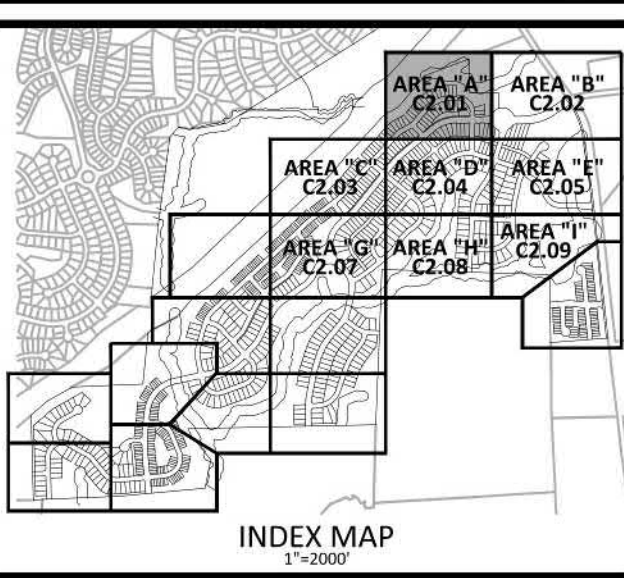 AREA "A"
C2.01
AREA "B"
C2.02
AREA "C"
C2.03
AREA "D"
C2.04
AREA "E"
C2.05
AREA "G"
C2.07
AREA "H"
C2.08
AREA "I"
C2.09
INDEX MAP
1"=2000'